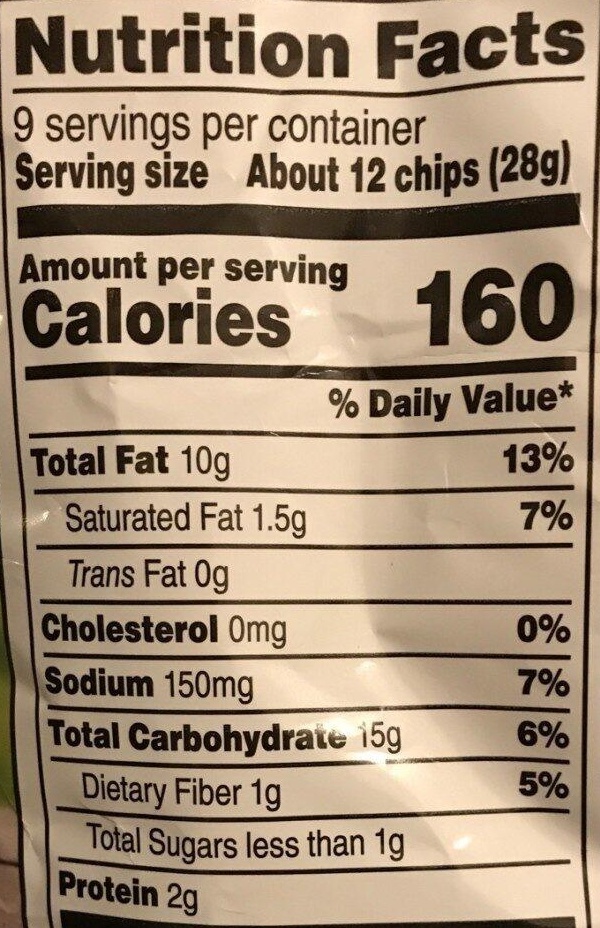 Nutrition Facts
9 servings per container
Serving size About 12 chips (28g)
Amount per serving
Calories 160
% Daily Value*
Total Fat 10g 13%
Saturated Fat 1.5g 7%
Trans Fat 0g
Cholesterol 0mg 0%
Sodium 150mg 7%
Total Carbohydrate 15g 6%
Dietary Fiber 1g 5%
Total Sugars less than 1g
Protein 2g